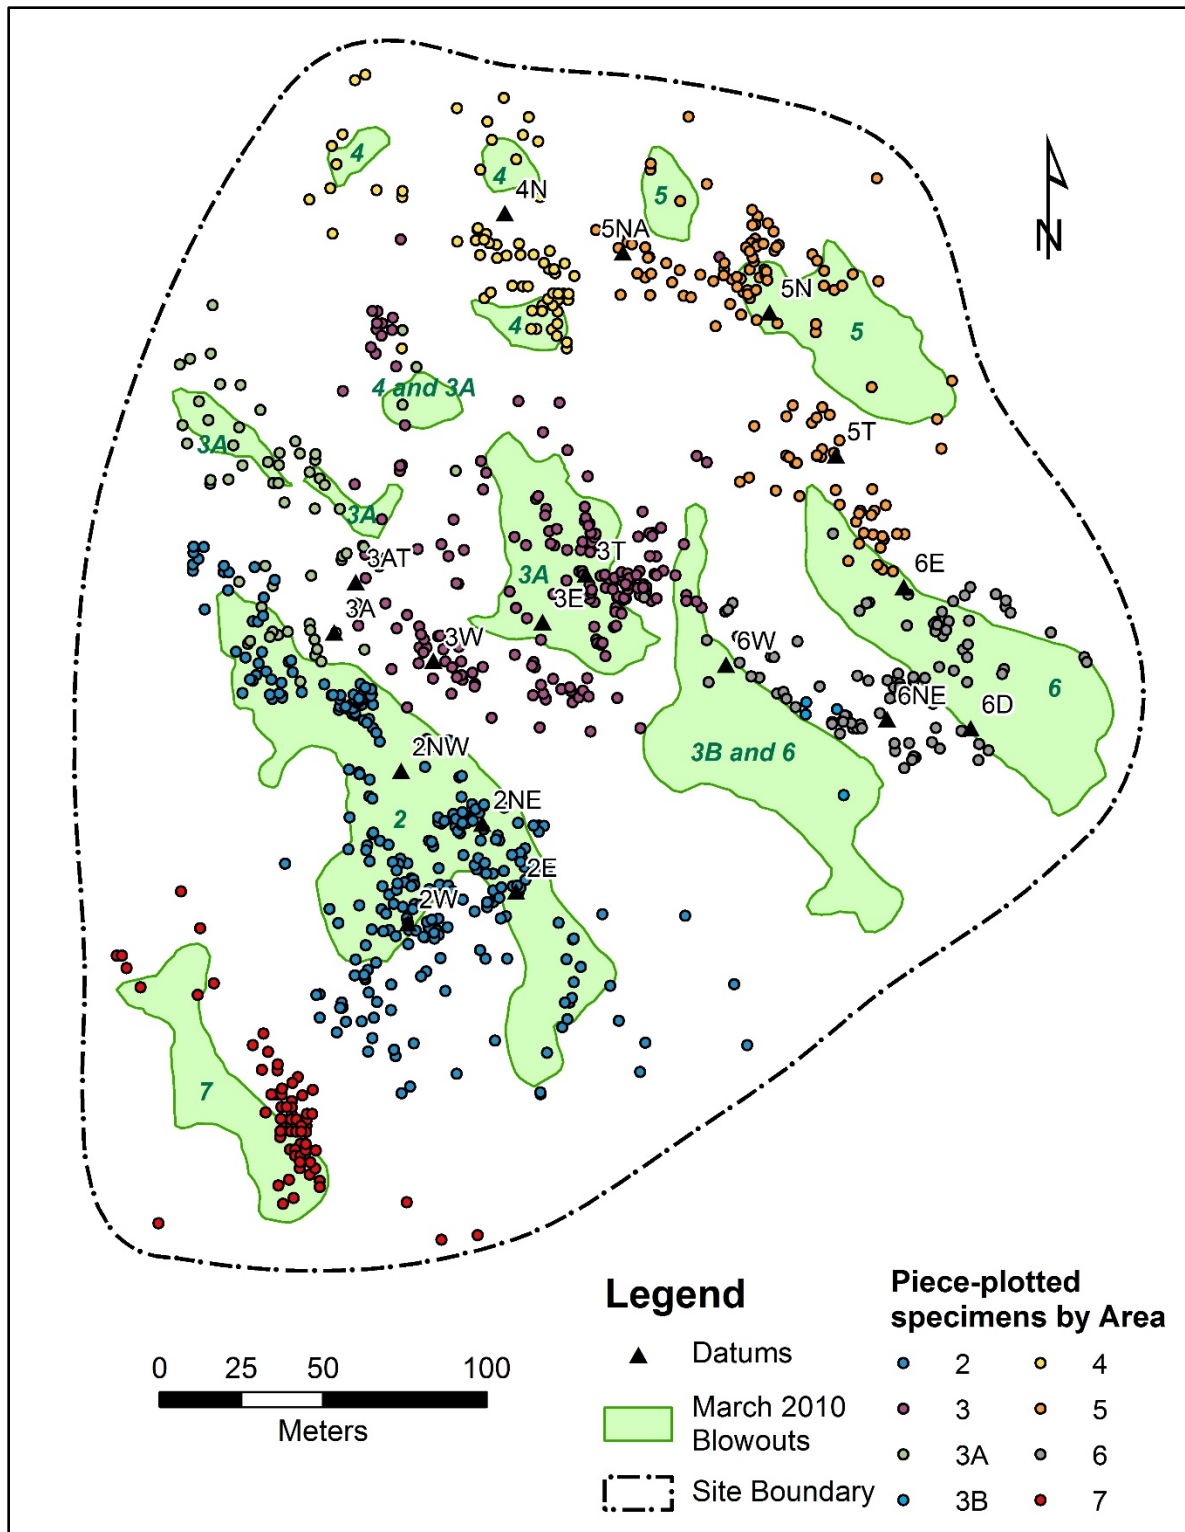 4
4
4N
5
5NA
N
5N
4
5
4 and 3A
3A
5T
3A
3AT
3T
3A
3E
6E
3A
3W
6W
6
6NE
6D
2NW
3B and 6
2NE
2
2E
2W
7
Legend
Datums
March 2010
Blowouts
Site Boundary
Piece-plotted
specimens by Area
2
4
3
5
3A
6
3B
7
0 25 50 100
Meters